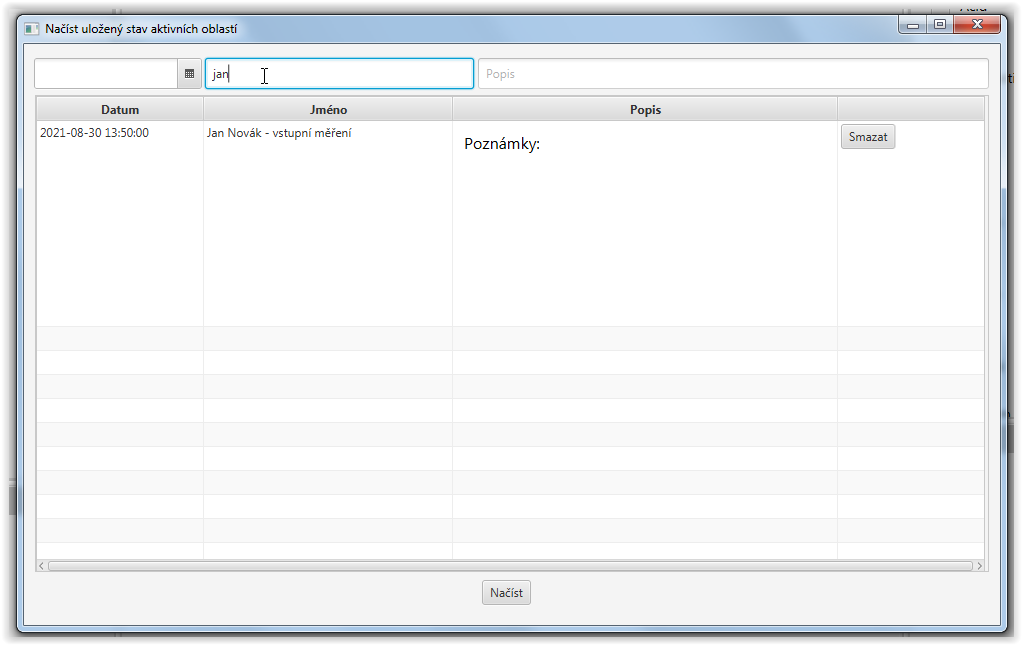 Načíst uložený stav aktivních oblastí
jan
Popis
Datum Jméno Popis
2021-08-30 13:50:00 Jan Novák - vstupní měření Poznámky: Smazat
Načíst